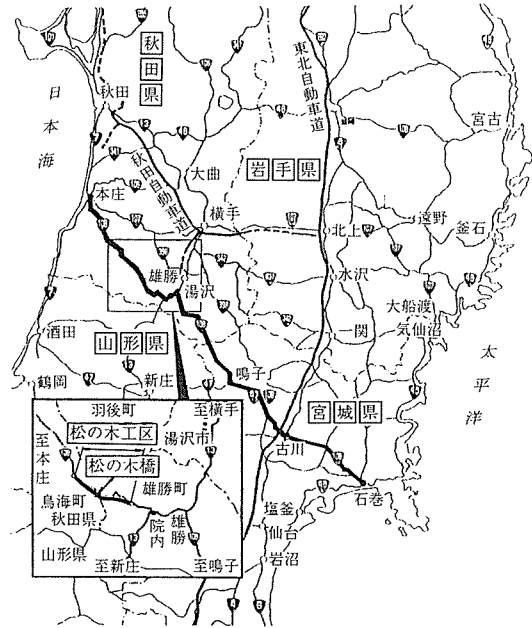 秋田県
秋田
日本海
東北自動車道
宮古
秋田自動車道
大曲
岩手県
本庄
横手
北上
遠野
釜石
雄勝
湯沢
水沢
大船渡
気仙沼
酒田
山形県
一関
太平洋
鶴岡
新庄
鳴子
宮城県
古川
石巻
塩釜
仙台
岩沼
羽後町
至横手
松の木工区
湯沢市
至本庄
松の木橋
雄勝町
鳥海町
秋田県
院内
雄勝
山形県
至新庄
至鳴子